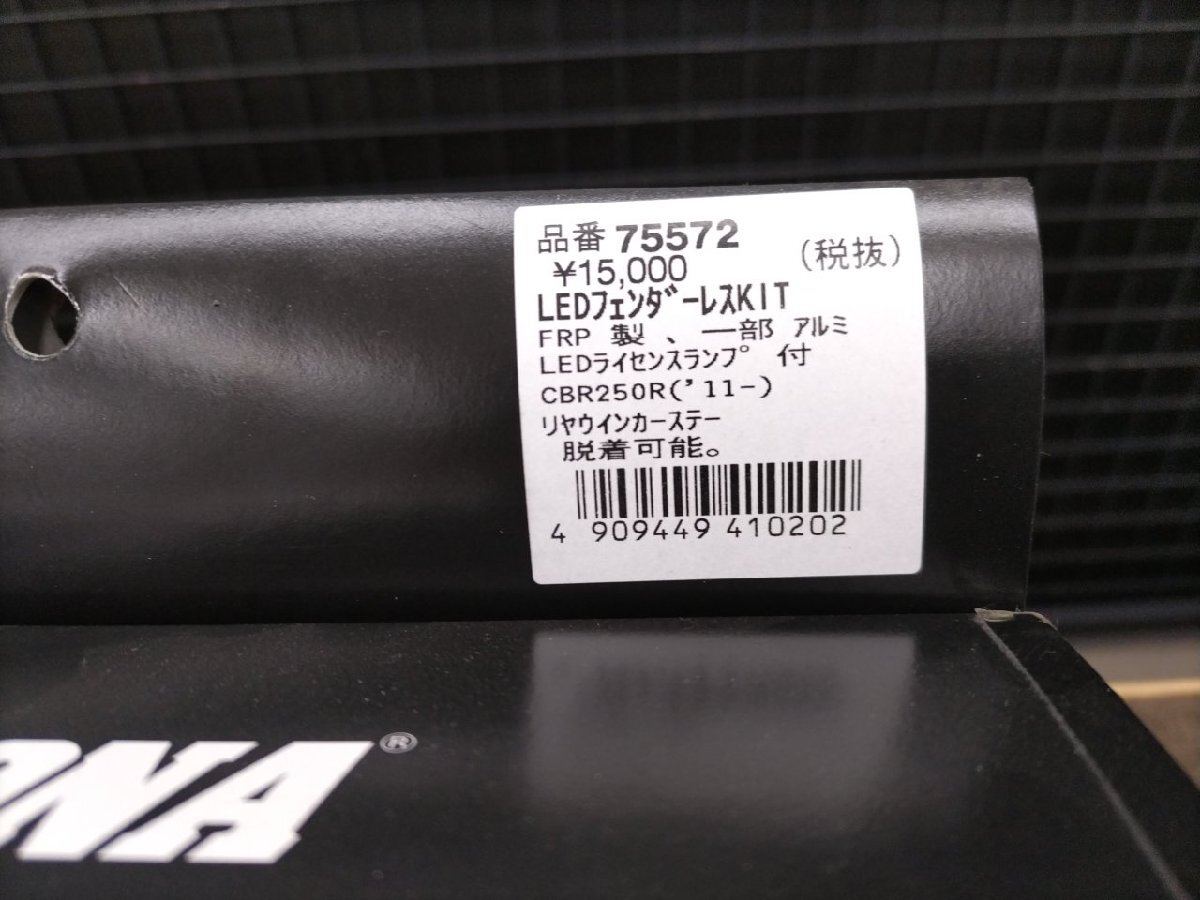 品番 75572
¥15,000 (税抜)
LEDﾌｪﾝﾀﾞｰﾚｽKIT
FRP 製 、一部 ｱﾙﾐ
LEDﾗｲｾﾝｽﾗﾝﾌﾟ 付
CBR250R('11-)
ﾘﾔｳｲﾝｶｰｽﾃｰ
脱着可能。
4 909449 410202
NA®